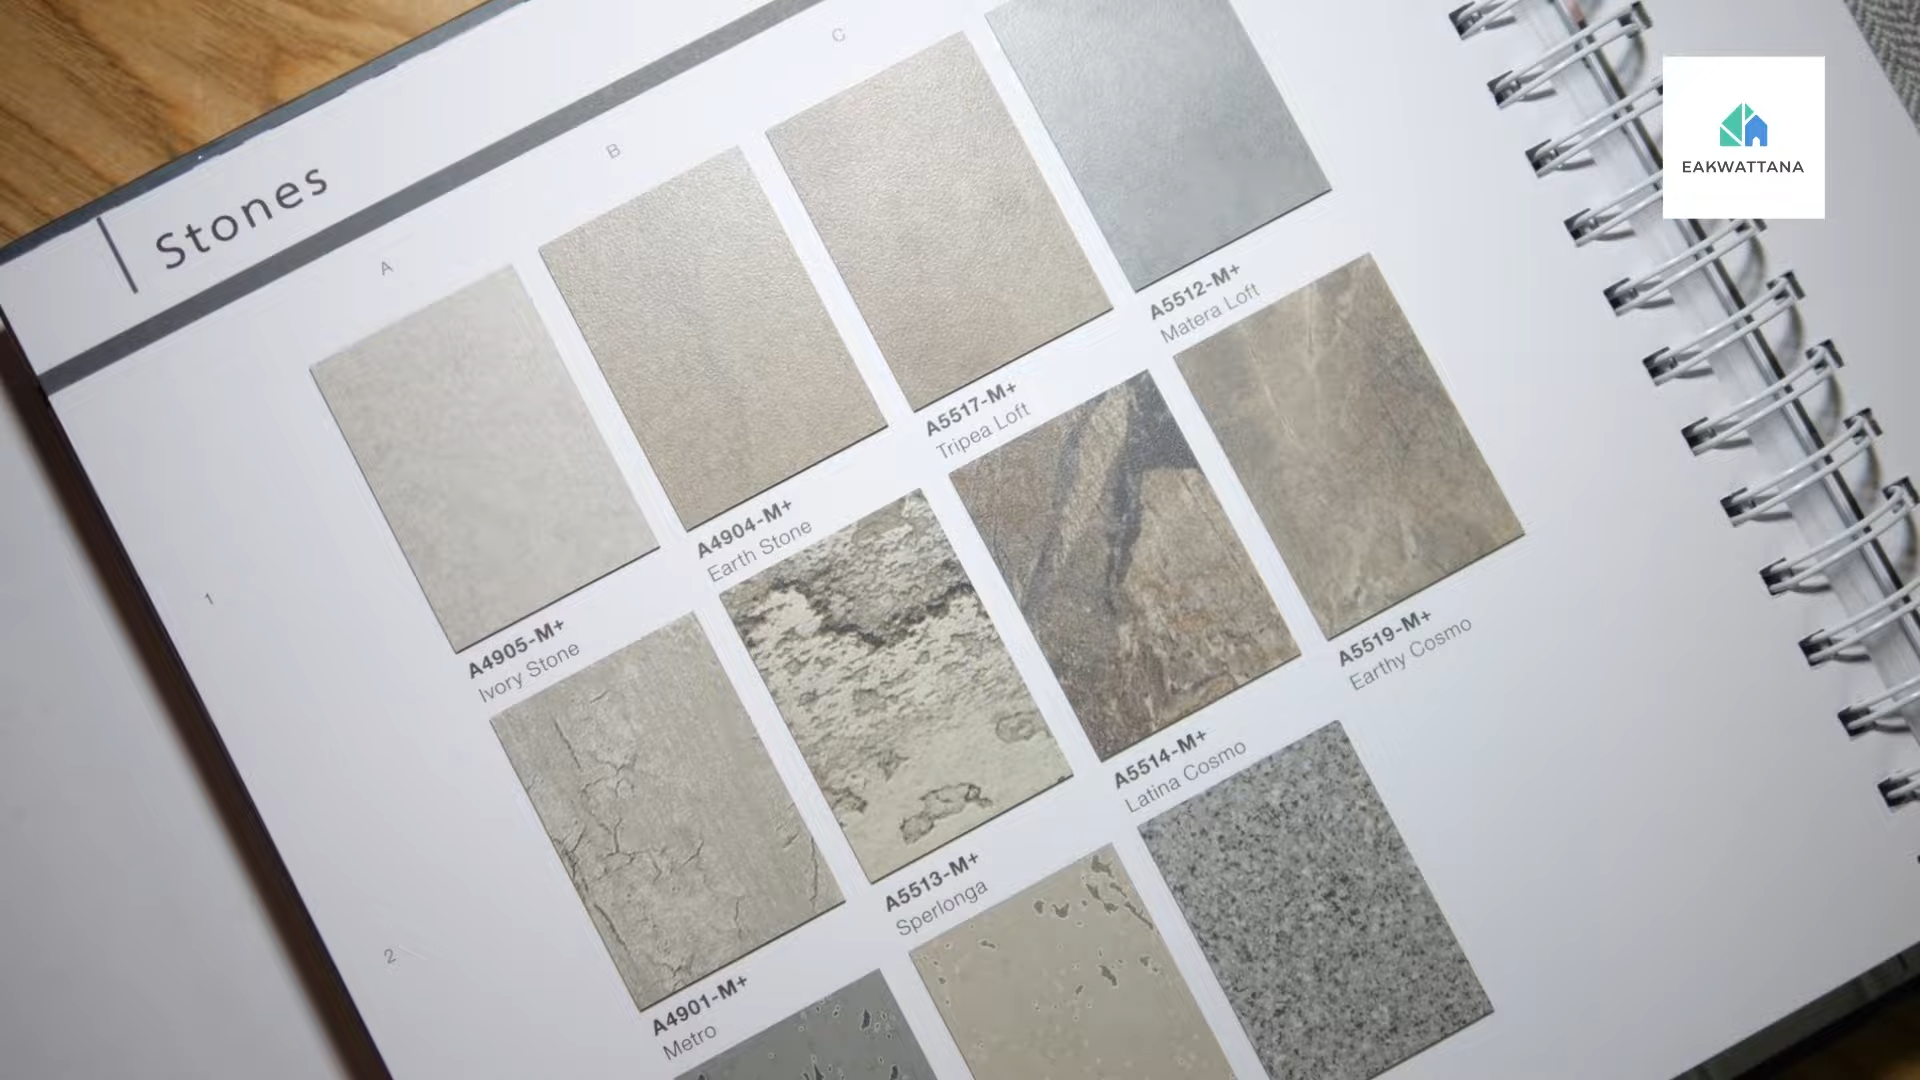 Stones
A
B
C
1
A4905-M+
Ivory Stone
A4904-M+
Earth Stone
A5517-M+
Tripea Loft
A5512-M+
Matera Loft
2
A4901-M+
Metro
A5513-M+
Sperlonga
A5514-M+
Latina Cosmo
A5519-M+
Earthy Cosmo
EAKWATTANA